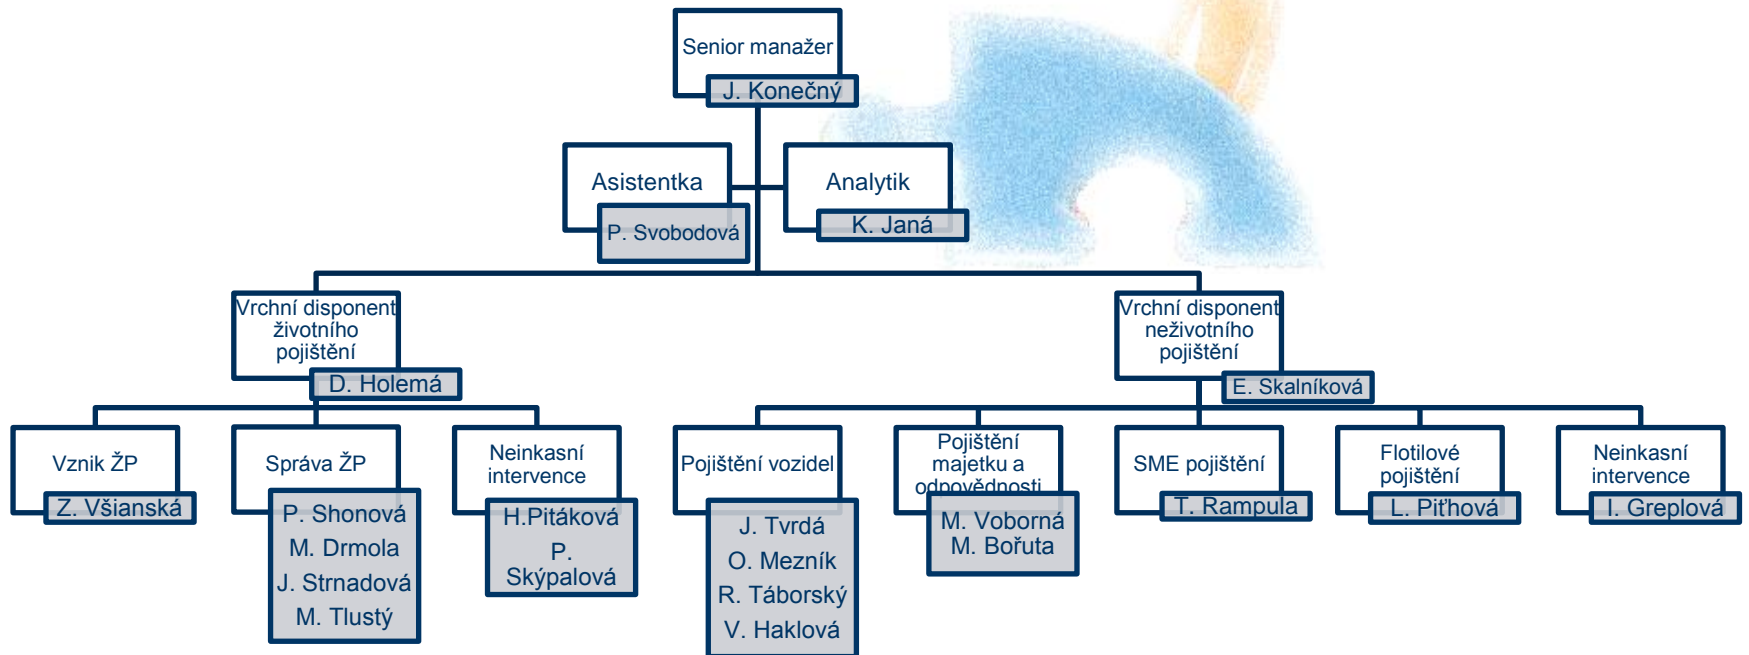 Senior manažer
J. Konečný
Asistentka
P. Svobodová
Analytik
K. Janá
Vrchní disponent
životního
pojištění
D. Holemá
Vrchní disponent
neživotního
pojištění
E. Skalníková
Vznik ŽP
Z. Všianská
Správa ŽP
P. Shonová
M. Drmola
J. Strnadová
M. Tlustý
Neinkasní
intervence
H.Pitáková
P.
Skýpalová
Pojištění vozidel
J. Tvrdá
O. Mezník
R. Táborský
V. Haklová
Pojištění
majetku a
odpovědnosti
M. Voborná
M. Bořuta
SME pojištění
T. Rampula
Flotilové
pojištění
L. Piťhová
Neinkasní
intervence
I. Greplová